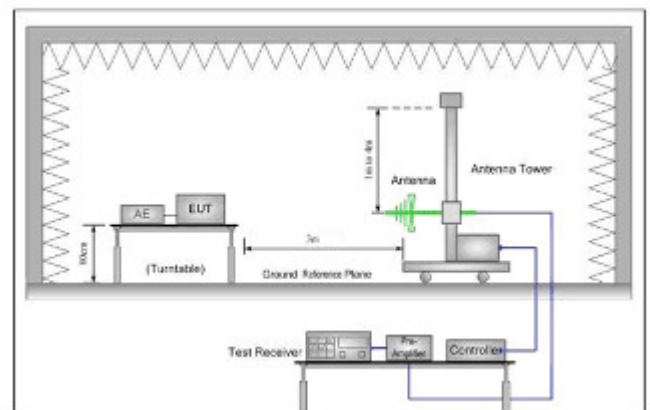 1m to 4m
Antenna Tower
Antenna
AE
EUT
80cm
3m
(Turntable)
Ground Reference Plane
Test Receiver
Pre-
Amplifier
Controller